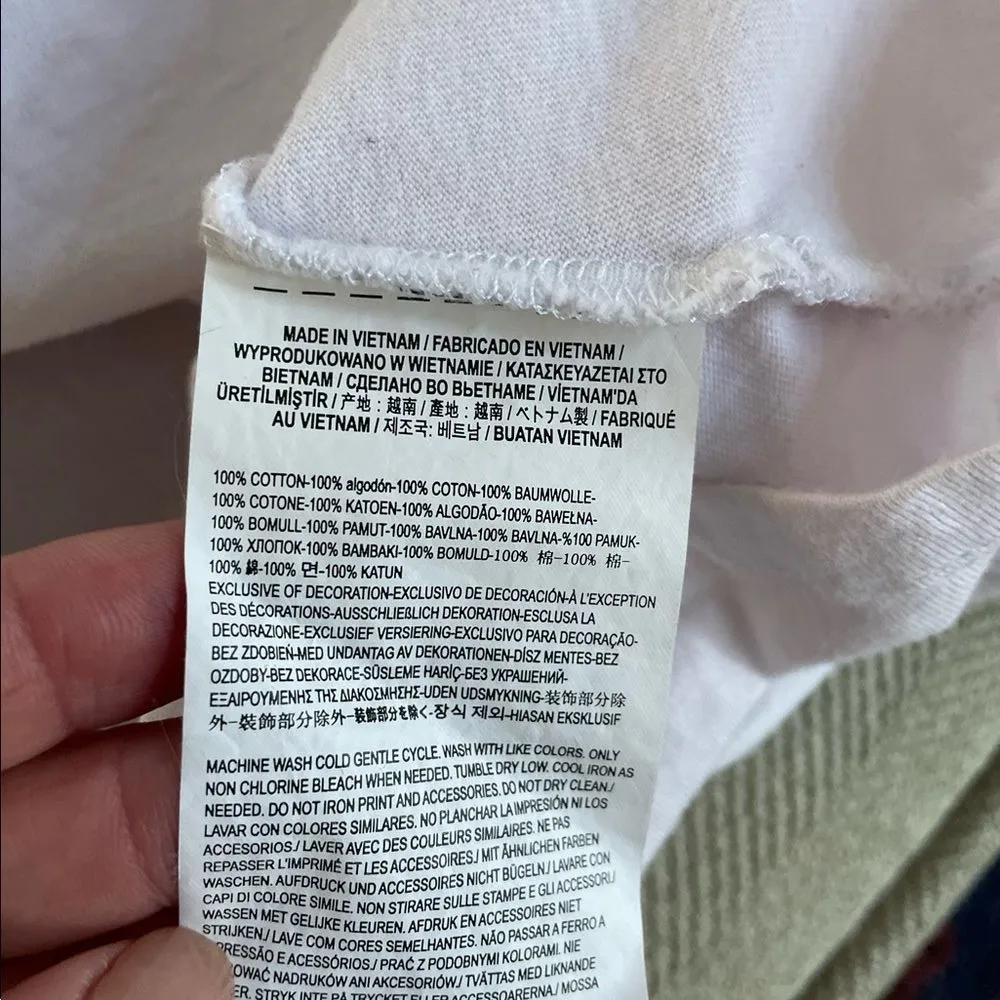 MADE IN VIETNAM / FABRICADO EN VIETNAM /
WYPRODUKOWANO W WIETNAMIE / ΚΑΤΑΣΚΕΥΑΖΕΤΑΙ ΣΤΟ
ΒΙΕΤΝΑΜ / СДЕЛАНО ВО ВЬЕТНАМЕ / VİETNAM'DA
ÜRETİLMİŞTİR / 产地 : 越南 / 產地 : 越南 / ベトナム製 / FABRIQUÉ
AU VIETNAM / 제조국: 베트남 / BUATAN VIETNAM
100% COTTON-100% algodón-100% COTON-100% BAUMWOLLE-
100% COTONE-100% KATOEN-100% ALGODÃO-100% BAWEŁNA-
100% BOMULL-100% PAMUT-100% BAVLNA-100% BAVLNA-%100 PAMUK-
100% ХЛОПОК-100% ΒΑΜΒΑΚΙ-100% BOMULD-100% 棉-100% 棉-
100% 綿-100% 면-100% KATUN
EXCLUSIVE OF DECORATION-EXCLUSIVO DE DECORACIÓN-À L'EXCEPTION
DES DÉCORATIONS-AUSSCHLIEßLICH DEKORATION-ESCLUSA LA
DECORAZIONE-EXCLUSIEF VERSIERING-EXCLUSIVO PARA DECORAÇÃO-
BEZ ZDOBIEŃ-MED UNDANTAG AV DEKORATIONEN-DÍSZ MENTES-BEZ
OZDOBY-BEZ DEKORACE-SÜSLEME HARİÇ-БЕЗ УКРАШЕНИЙ-
ΕΞΑΙΡΟΥΜΕΝΗΣ ΤΗΣ ΔΙΑΚΟΣΜΗΣΗΣ-UDEN UDSMYKNING-装饰部分除
外-裝飾部分除外-装飾部分を除く-장식 제외-HIASAN EKSKLUSIF
MACHINE WASH COLD GENTLE CYCLE. WASH WITH LIKE COLORS. ONLY
NON CHLORINE BLEACH WHEN NEEDED. TUMBLE DRY LOW. COOL IRON AS
NEEDED. DO NOT IRON PRINT AND ACCESSORIES. DO NOT DRY CLEAN./
LAVAR CON COLORES SIMILARES. NO PLANCHAR LA IMPRESIÓN NI LOS
ACCESORIOS./ LAVER AVEC DES COULEURS SIMILAIRES. NE PAS
REPASSER L'IMPRIMÉ ET LES ACCESSOIRES./ MIT ÄHNLICHEN FARBEN
WASCHEN. AUFDRUCK UND ACCESSOIRES NICHT BÜGELN./ LAVARE CON
CAPI DI COLORE SIMILE. NON STIRARE SULLE STAMPE E GLI ACCESSORI./
WASSEN MET GELIJKE KLEUREN. AFDRUK EN ACCESSOIRES NIET
STRIJKEN./ LAVE COM CORES SEMELHANTES. NÃO PASSAR A FERRO A
E ACESSÓRIOS./ PRAĆ Z PODOBNYMI KOLORAMI. NIE
NADRUKÓW ANI AKCESORIÓW./ TVÄTTAS MED LIKNANDE
STRYK INTE PÅ TRYCKET ELLER ACCESSOARERNA./ MOSSA